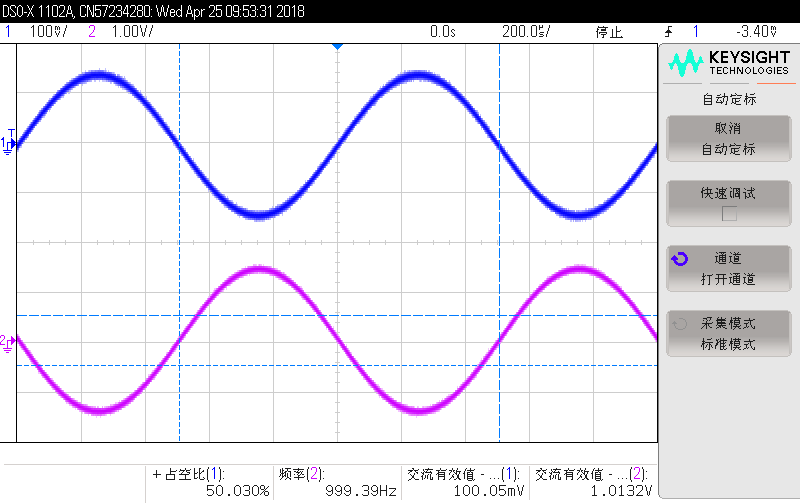 DSO-X 1102A, CN57234280: Wed Apr 25 09:53:31 2018
1 100㎷/ 2 1.00V/ 0.0s 200.0㎲/ 停止 1 -3.40㎷
KEYSIGHT
TECHNOLOGIES
自动定标
取消
自动定标
快速调试
通道
打开通道
采集模式
标准模式
T
1
2
+占空比(1):
50.030%
频率(2):
999.39Hz
交流有效值 - ...(1):
100.05mV
交流有效值 - ...(2):
1.0132V